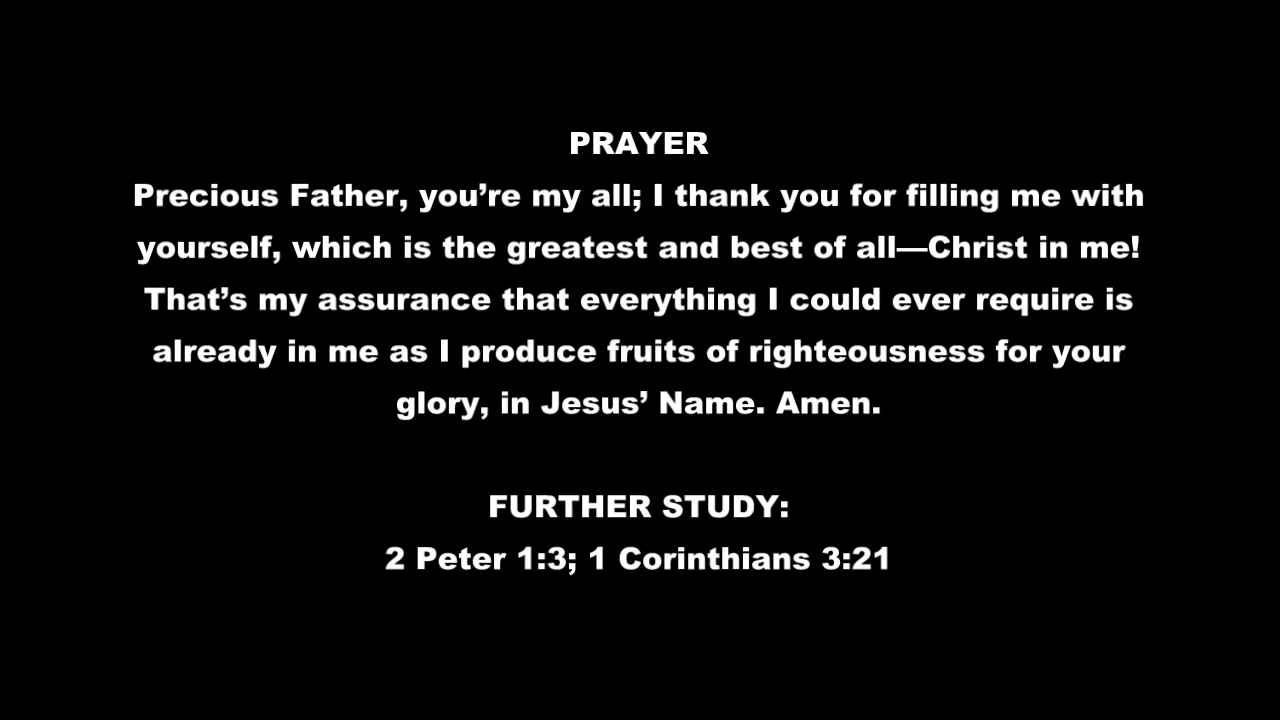 PRAYER
Precious Father, you’re my all; I thank you for filling me with
yourself, which is the greatest and best of all—Christ in me!
That’s my assurance that everything I could ever require is
already in me as I produce fruits of righteousness for your
glory, in Jesus’ Name. Amen.
FURTHER STUDY:
2 Peter 1:3; 1 Corinthians 3:21